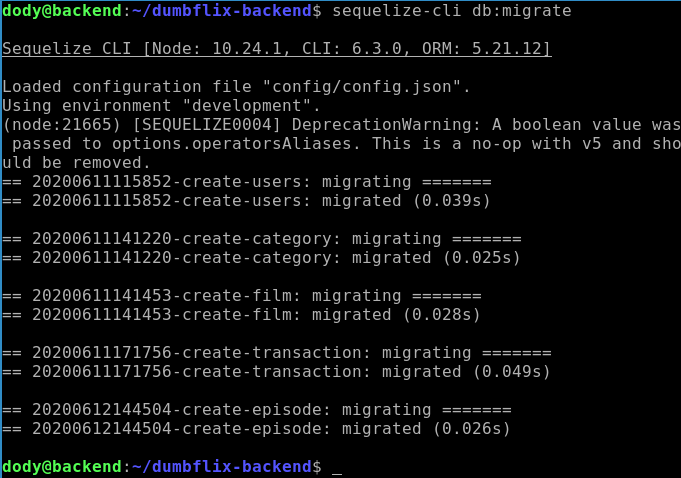 dody@backend:~/dumbflix-backend$ sequelize-cli db:migrate
Sequelize CLI [Node: 10.24.1, CLI: 6.3.0, ORM: 5.21.12]
Loaded configuration file "config/config.json".
Using environment "development".
(node:21665) [SEQUELIZE0004] DeprecationWarning: A boolean value was
passed to options.operatorsAliases. This is a no-op with v5 and sho
uld be removed.
== 20200611115852-create-users: migrating =======
== 20200611115852-create-users: migrated (0.039s)
== 20200611141220-create-category: migrating =======
== 20200611141220-create-category: migrated (0.025s)
== 20200611141453-create-film: migrating =======
== 20200611141453-create-film: migrated (0.028s)
== 20200611171756-create-transaction: migrating =======
== 20200611171756-create-transaction: migrated (0.049s)
== 20200612144504-create-episode: migrating =======
== 20200612144504-create-episode: migrated (0.026s)
dody@backend:~/dumbflix-backend$ _